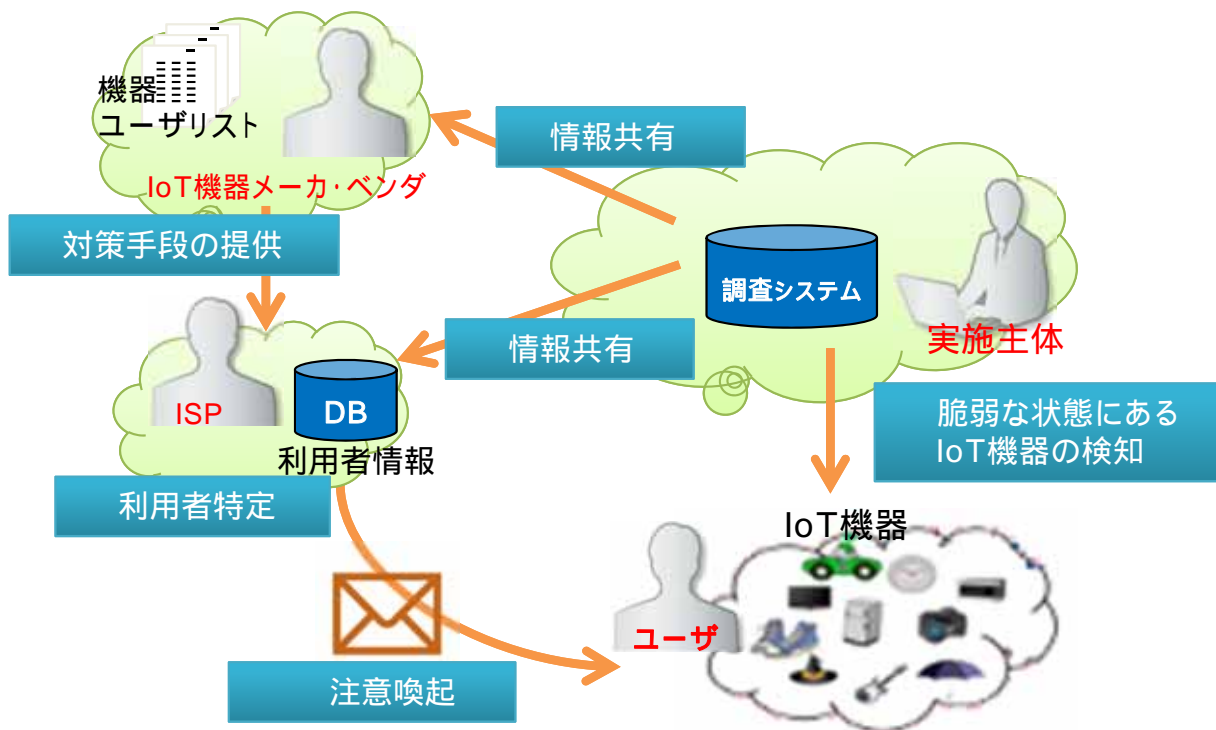 機器
ユーザリスト
IoT機器メーカ・ベンダ
情報共有
対策手段の提供
調査システム
実施主体
情報共有
ISP
DB
利用者情報
脆弱な状態にある
IoT機器の検知
利用者特定
IoT機器
ユーザ
注意喚起